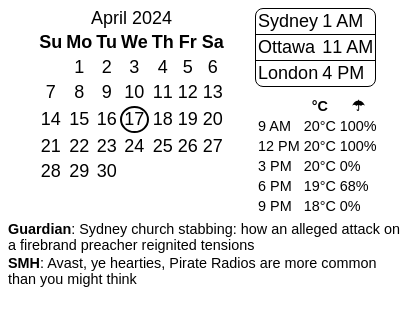 April 2024
Su Mo Tu We Th Fr Sa
1 2 3 4 5 6
7 8 9 10 11 12 13
14 15 16 17 18 19 20
21 22 23 24 25 26 27
28 29 30
Sydney 1 AM
Ottawa 11 AM
London 4 PM
°C ☂
9 AM 20°C 100%
12 PM 20°C 100%
3 PM 20°C 0%
6 PM 19°C 68%
9 PM 18°C 0%
Guardian: Sydney church stabbing: how an alleged attack on
a firebrand preacher reignited tensions
SMH: Avast, ye hearties, Pirate Radios are more common
than you might think